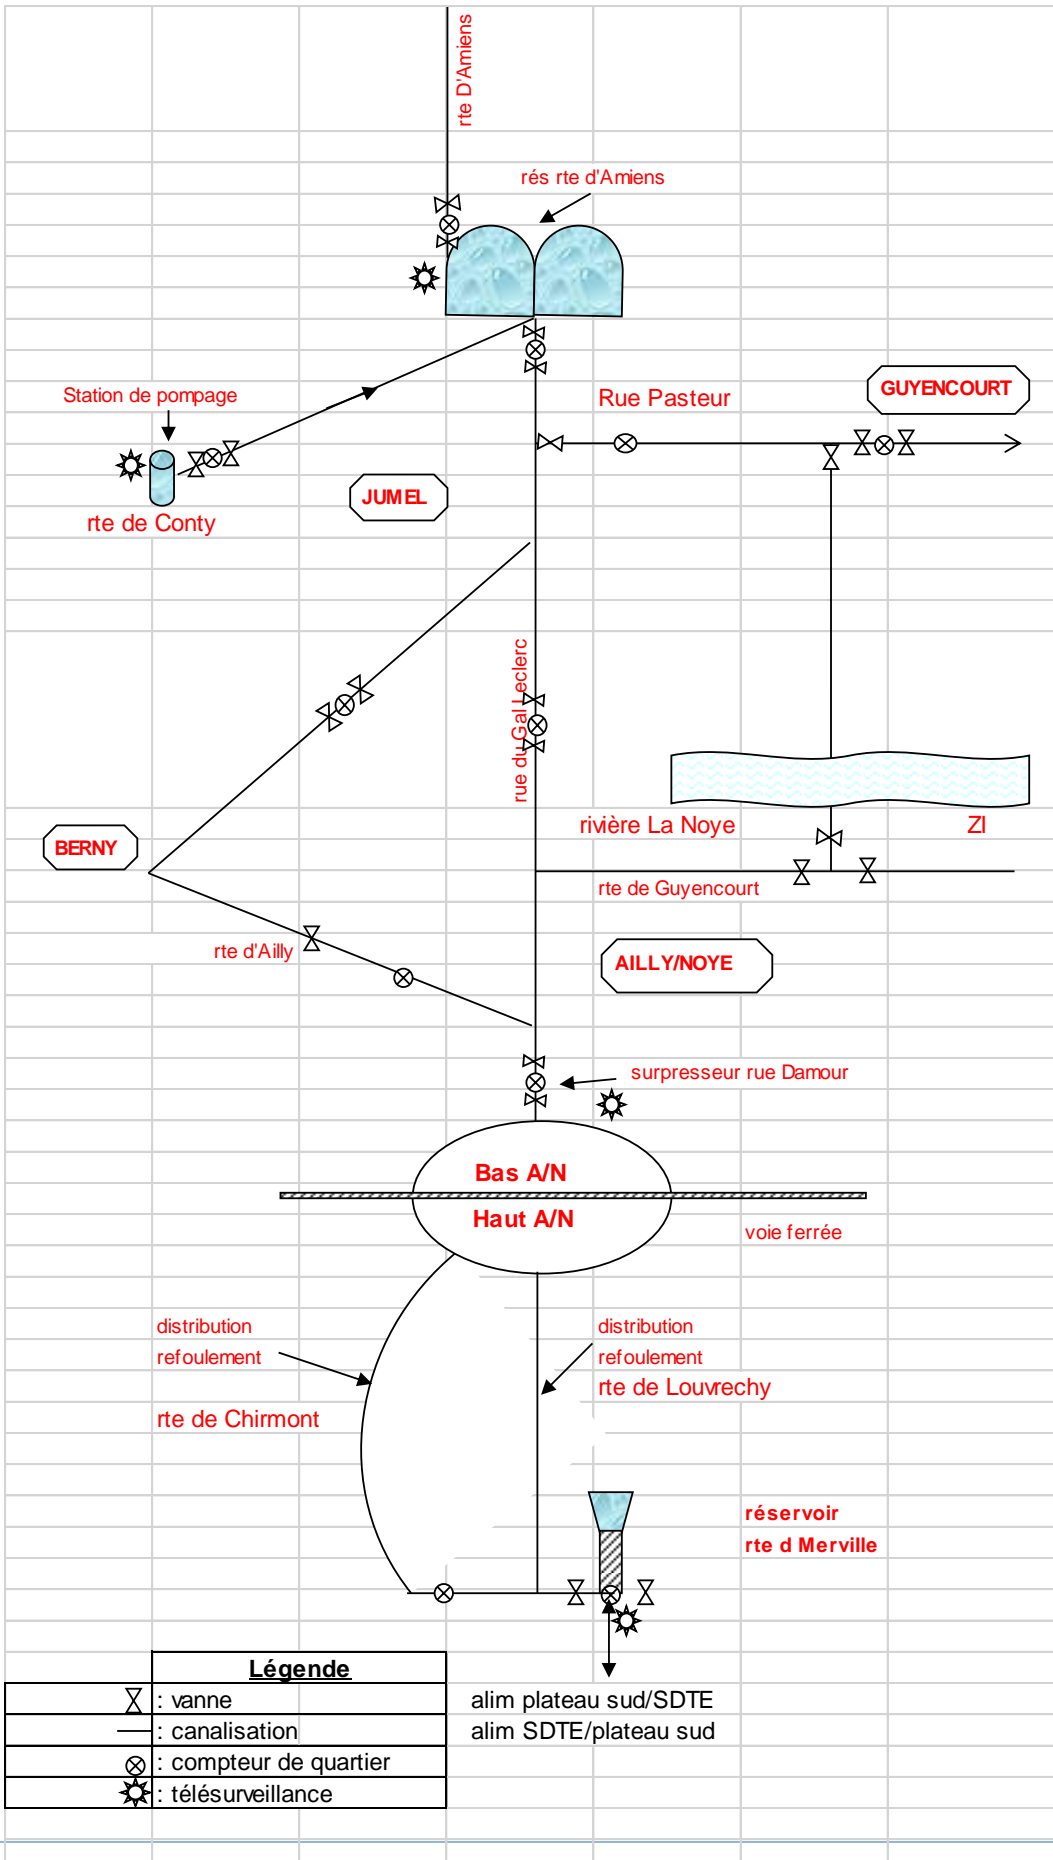 rte D'Amiens
rés rte d'Amiens
Station de pompage
Rue Pasteur
GUYENCOURT
JUMEL
rte de Conty
rue du Gal Leclerc
rivière La Noye
ZI
BERNY
rte de Guyencourt
rte d'Ailly
AILLY/NOYE
surpresseur rue Damour
Bas A/N
Haut A/N
voie ferrée
distribution
refoulement
rte de Chirmont
distribution
refoulement
rte de Louvrechy
réservoir
rte d Merville
Légende
: vanne
: canalisation
: compteur de quartier
: télésurveillance
alim plateau sud/SDTE
alim SDTE/plateau sud